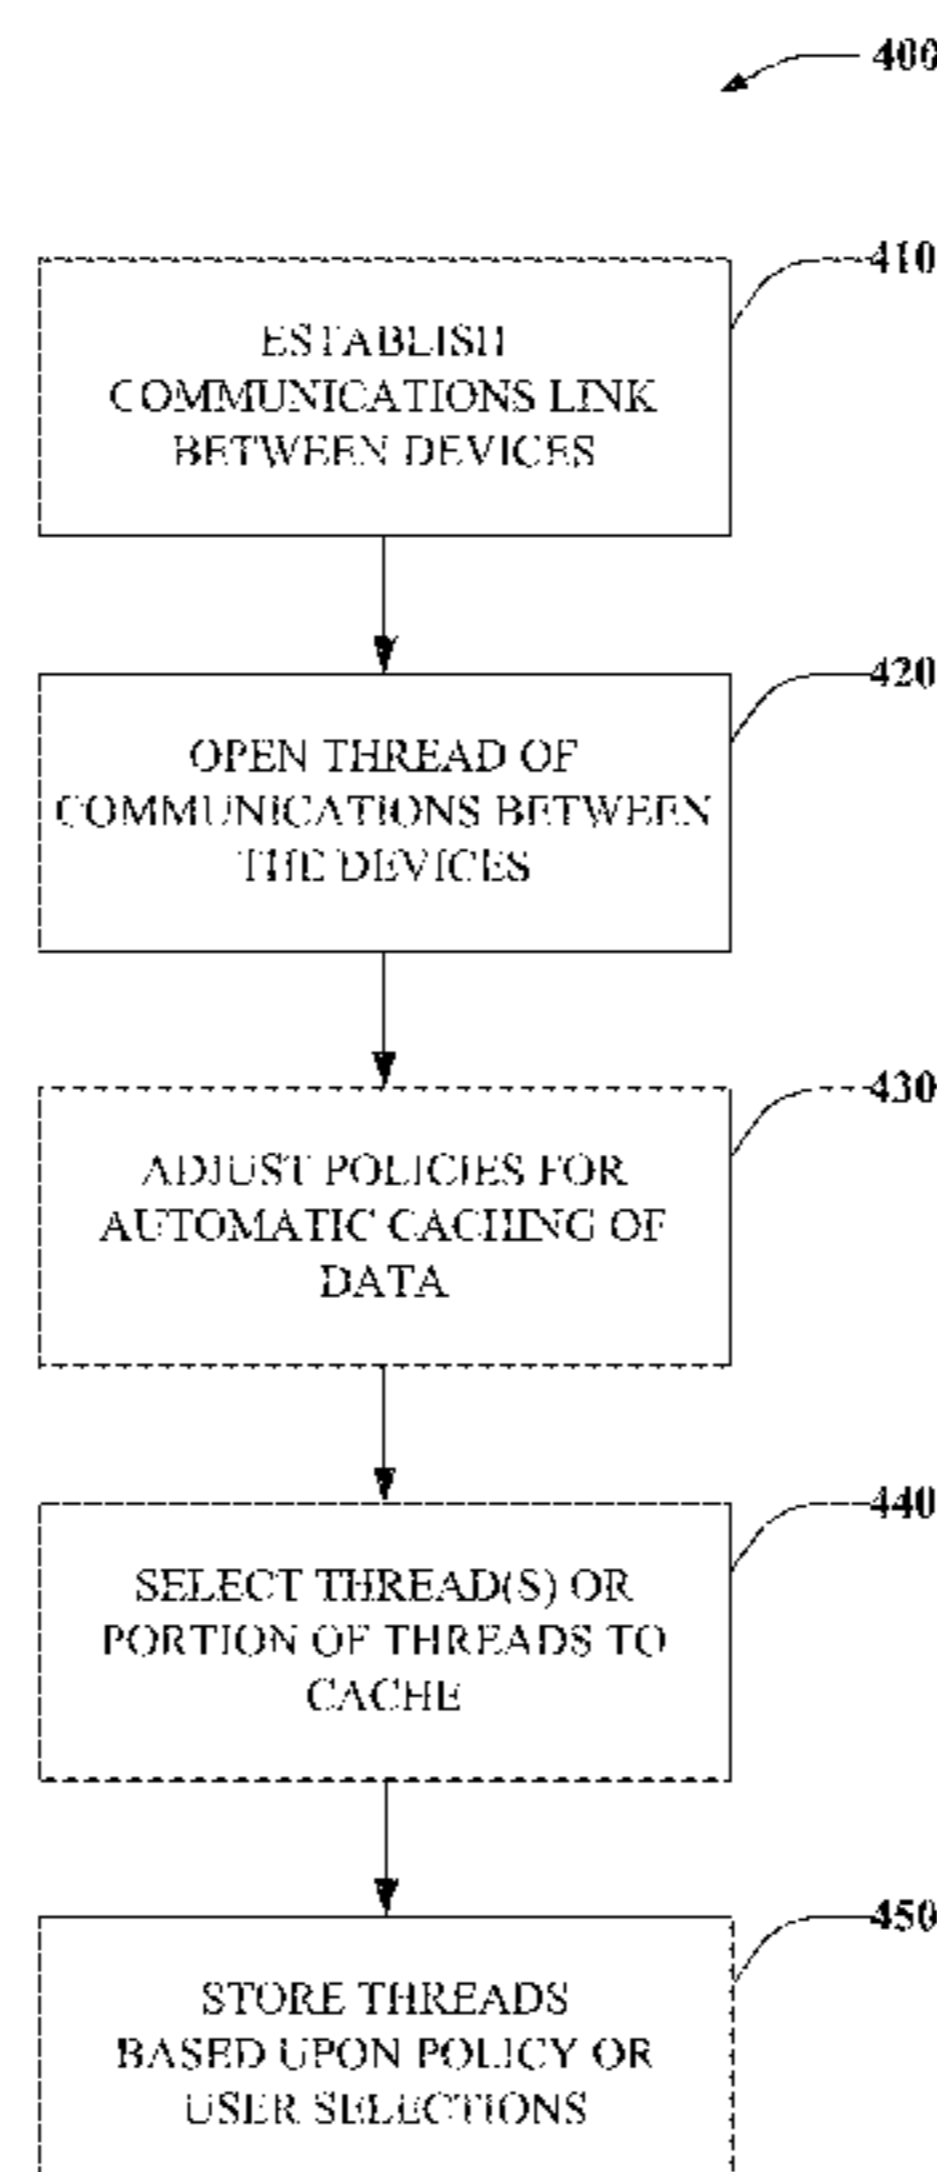 400
410
ESTABLISH
COMMUNICATIONS LINK
BETWEEN DEVICES
420
OPEN THREAD OF
COMMUNICATIONS BETWEEN
THE DEVICES
430
ADJUST POLICIES FOR
AUTOMATIC CACHING OF
DATA
440
SELECT THREAD(S) OR
PORTION OF THREADS TO
CACHE
450
STORE THREADS
BASED UPON POLICY OR
USER SELECTIONS